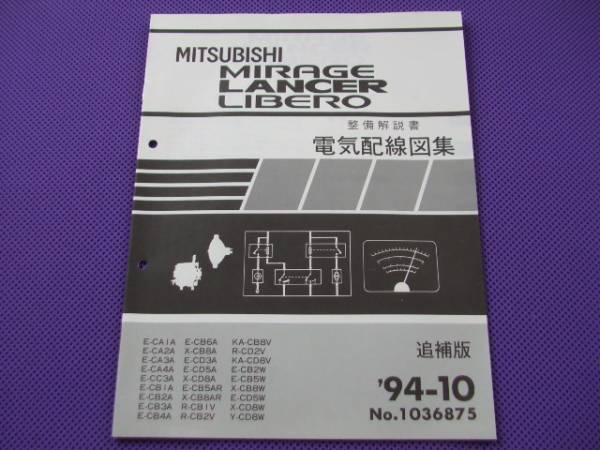 MITSUBISHI
MIRAGE
LANCER
LIBERO
整備解説書
電気配線図集
E-CA1A E-CB6A KA-CB8V
E-CA2A X-CB8A R-CD2V
E-CA3A E-CD3A KA-CD8V
E-CA4A E-CD5A E-CB2W
E-CC3A X-CD8A E-CB5W
E-CB1A E-CB5AR X-CB8W
E-CB2A X-CB8AR E-CD5W
E-CB3A R-CB1V X-CD8W
E-CB4A R-CB2V Y-CD8W
追補版
'94-10
No.1036875